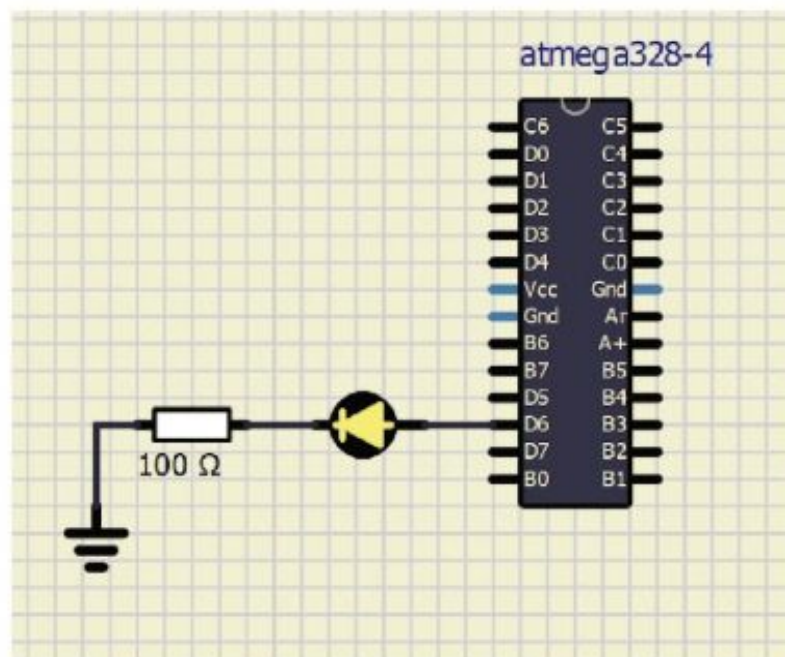 atmega328-4
C6 C5
D0 C4
D1 C3
D2 C2
D3 C1
D4 C0
Vcc Gnd
Gnd Ar
B6 A+
B7 B5
D5 B4
D6 B3
D7 B2
B0 B1
100 Ω